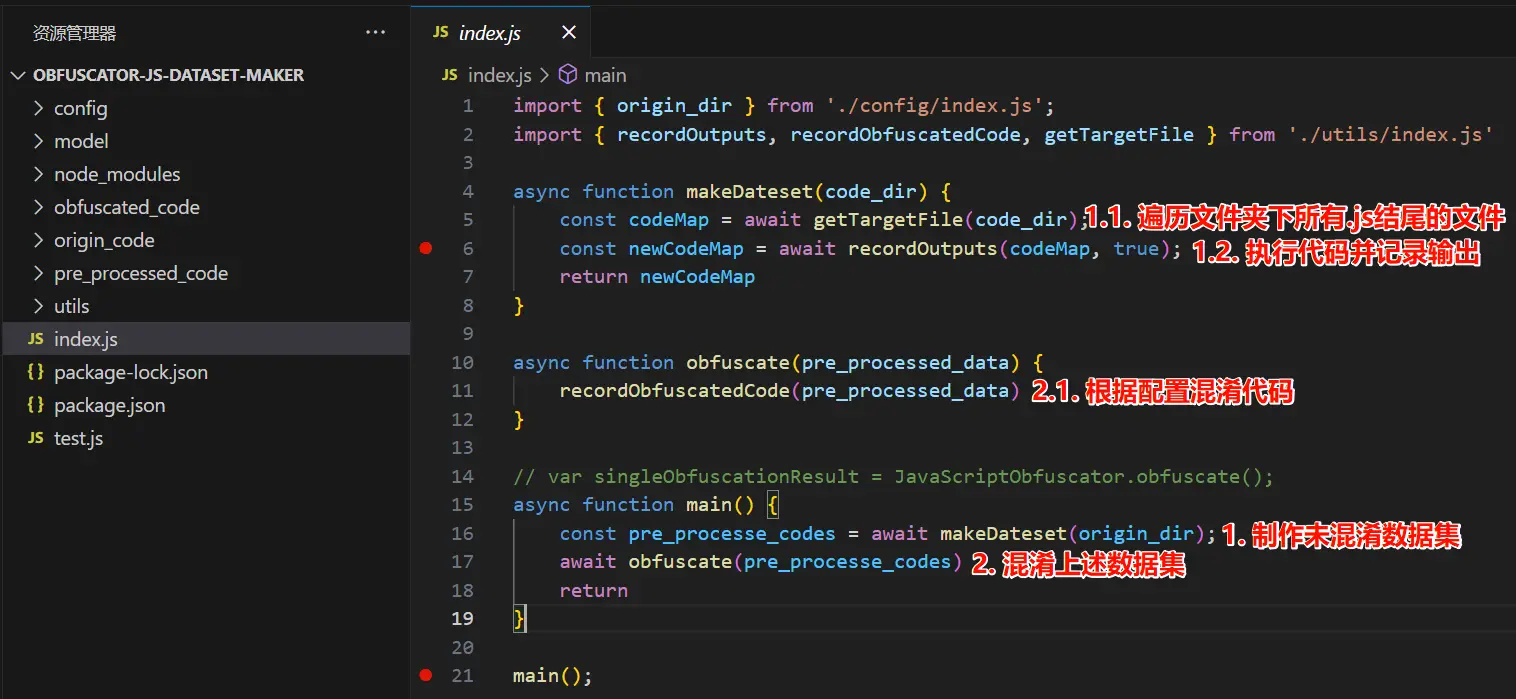 资源管理器 ···
OBFUSCATOR-JS-DATASET-MAKER
config
model
node_modules
obfuscated_code
origin_code
pre_processed_code
utils
JS index.js
{} package-lock.json
{} package.json
JS test.js
JS index.js ×
JS index.js > main
1 import { origin_dir } from './config/index.js';
2 import { recordOutputs, recordObfuscatedCode, getTargetFile } from './utils/index.js'
3
4 async function makeDateset(code_dir) {
5 const codeMap = await getTargetFile(code_dir); 1.1. 遍历文件夹下所有.js结尾的文件
6 const newCodeMap = await recordOutputs(codeMap, true); 1.2. 执行代码并记录输出
7 return newCodeMap
8 }
9
10 async function obfuscate(pre_processed_data) {
11 recordObfuscatedCode(pre_processed_data) 2.1. 根据配置混淆代码
12 }
13
14 // var singleObfuscationResult = JavaScriptObfuscator.obfuscate();
15 async function main() {
16 const pre_processe_codes = await makeDateset(origin_dir); 1. 制作未混淆数据集
17 await obfuscate(pre_processe_codes) 2. 混淆上述数据集
18 return
19 }
20
21 main();